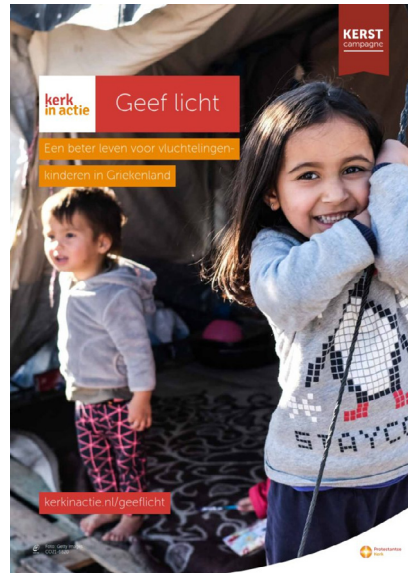 KERST
campagne
kerk
in actie
Geef licht
Een beter leven voor vluchtelingen-
kinderen in Griekenland
STAYCO
kerkinactie.nl/geeflicht
Protestantse
Kerk